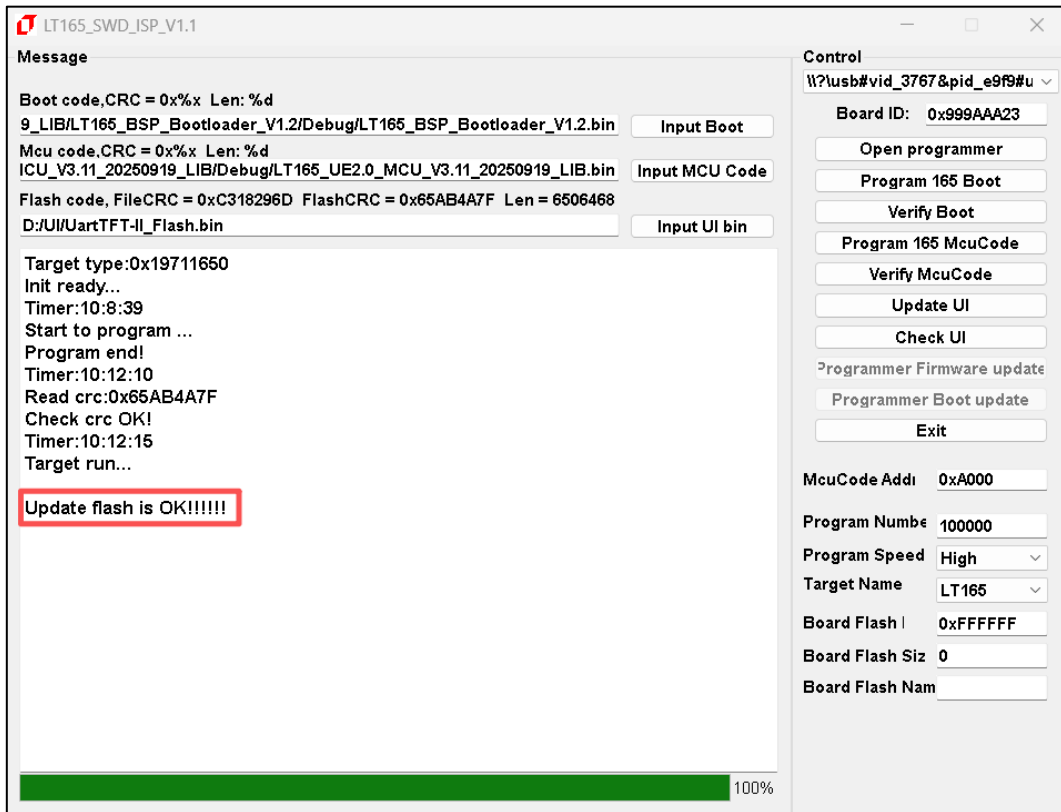 LT165_SWD_ISP_V1.1
Message
Boot code,CRC = 0x%x Len: %d
9_LIB/LT165_BSP_Bootloader_V1.2/Debug/LT165_BSP_Bootloader_V1.2.bin
Input Boot
Mcu code,CRC = 0x%x Len: %d
ICU_V3.11_20250919_LIB/Debug/LT165_UE2.0_MCU_V3.11_20250919_LIB.bin
Input MCU Code
Flash code, FileCRC = 0xC318296D FlashCRC = 0x65AB4A7F Len = 6506468
D:/UI/UartTFT-II_Flash.bin
Input UI bin
Target type:0x19711650
Init ready...
Timer:10:8:39
Start to program ...
Program end!
Timer:10:12:10
Read crc:0x65AB4A7F
Check crc OK!
Timer:10:12:15
Target run...
Update flash is OK!!!!!!
100%
Control
\\?\usb#vid_3767&pid_e9f9#u
Board ID: 0x999AAA23
Open programmer
Program 165 Boot
Verify Boot
Program 165 McuCode
Verify McuCode
Update UI
Check UI
Programmer Firmware update
Programmer Boot update
Exit
McuCode Addr 0xA000
Program Numbe 100000
Program Speed High
Target Name LT165
Board Flash I 0xFFFFFF
Board Flash Siz 0
Board Flash Nam